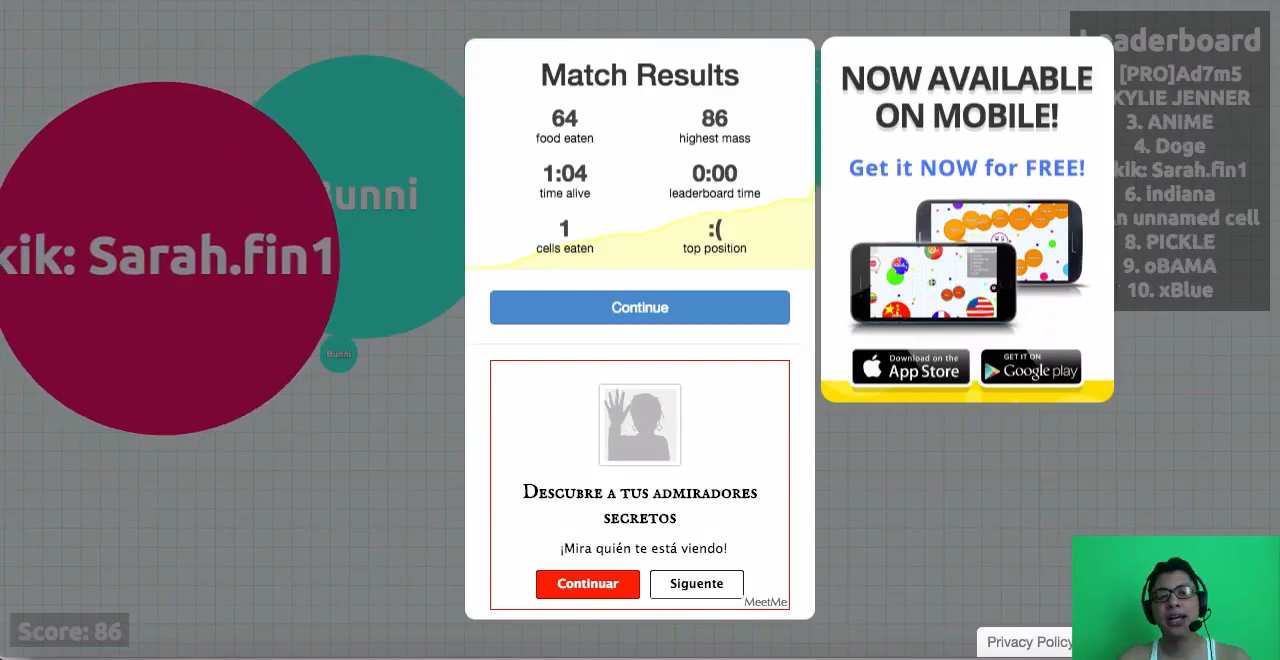 Leaderboard
[PRO]Ad7m5
KYLIE JENNER
3. ANIME
4. Doge
kik: Sarah.fin1
6. indiana
unnamed cell
8. PICKLE
9. oBAMA
10. xBlue
Match Results
64
food eaten
86
highest mass
1:04
time alive
0:00
leaderboard time
1
cells eaten
:(
top position
Continue
NOW AVAILABLE
ON MOBILE!
Get it NOW for FREE!
Download on the
App Store
GET IT ON
Google play
Bunni
kik: Sarah.fin1
Bunni
Descubre a tus admiradores
secretos
¡Mira quién te está viendo!
Continuar
Siguente
MeetMe
Score: 86
Privacy Policy